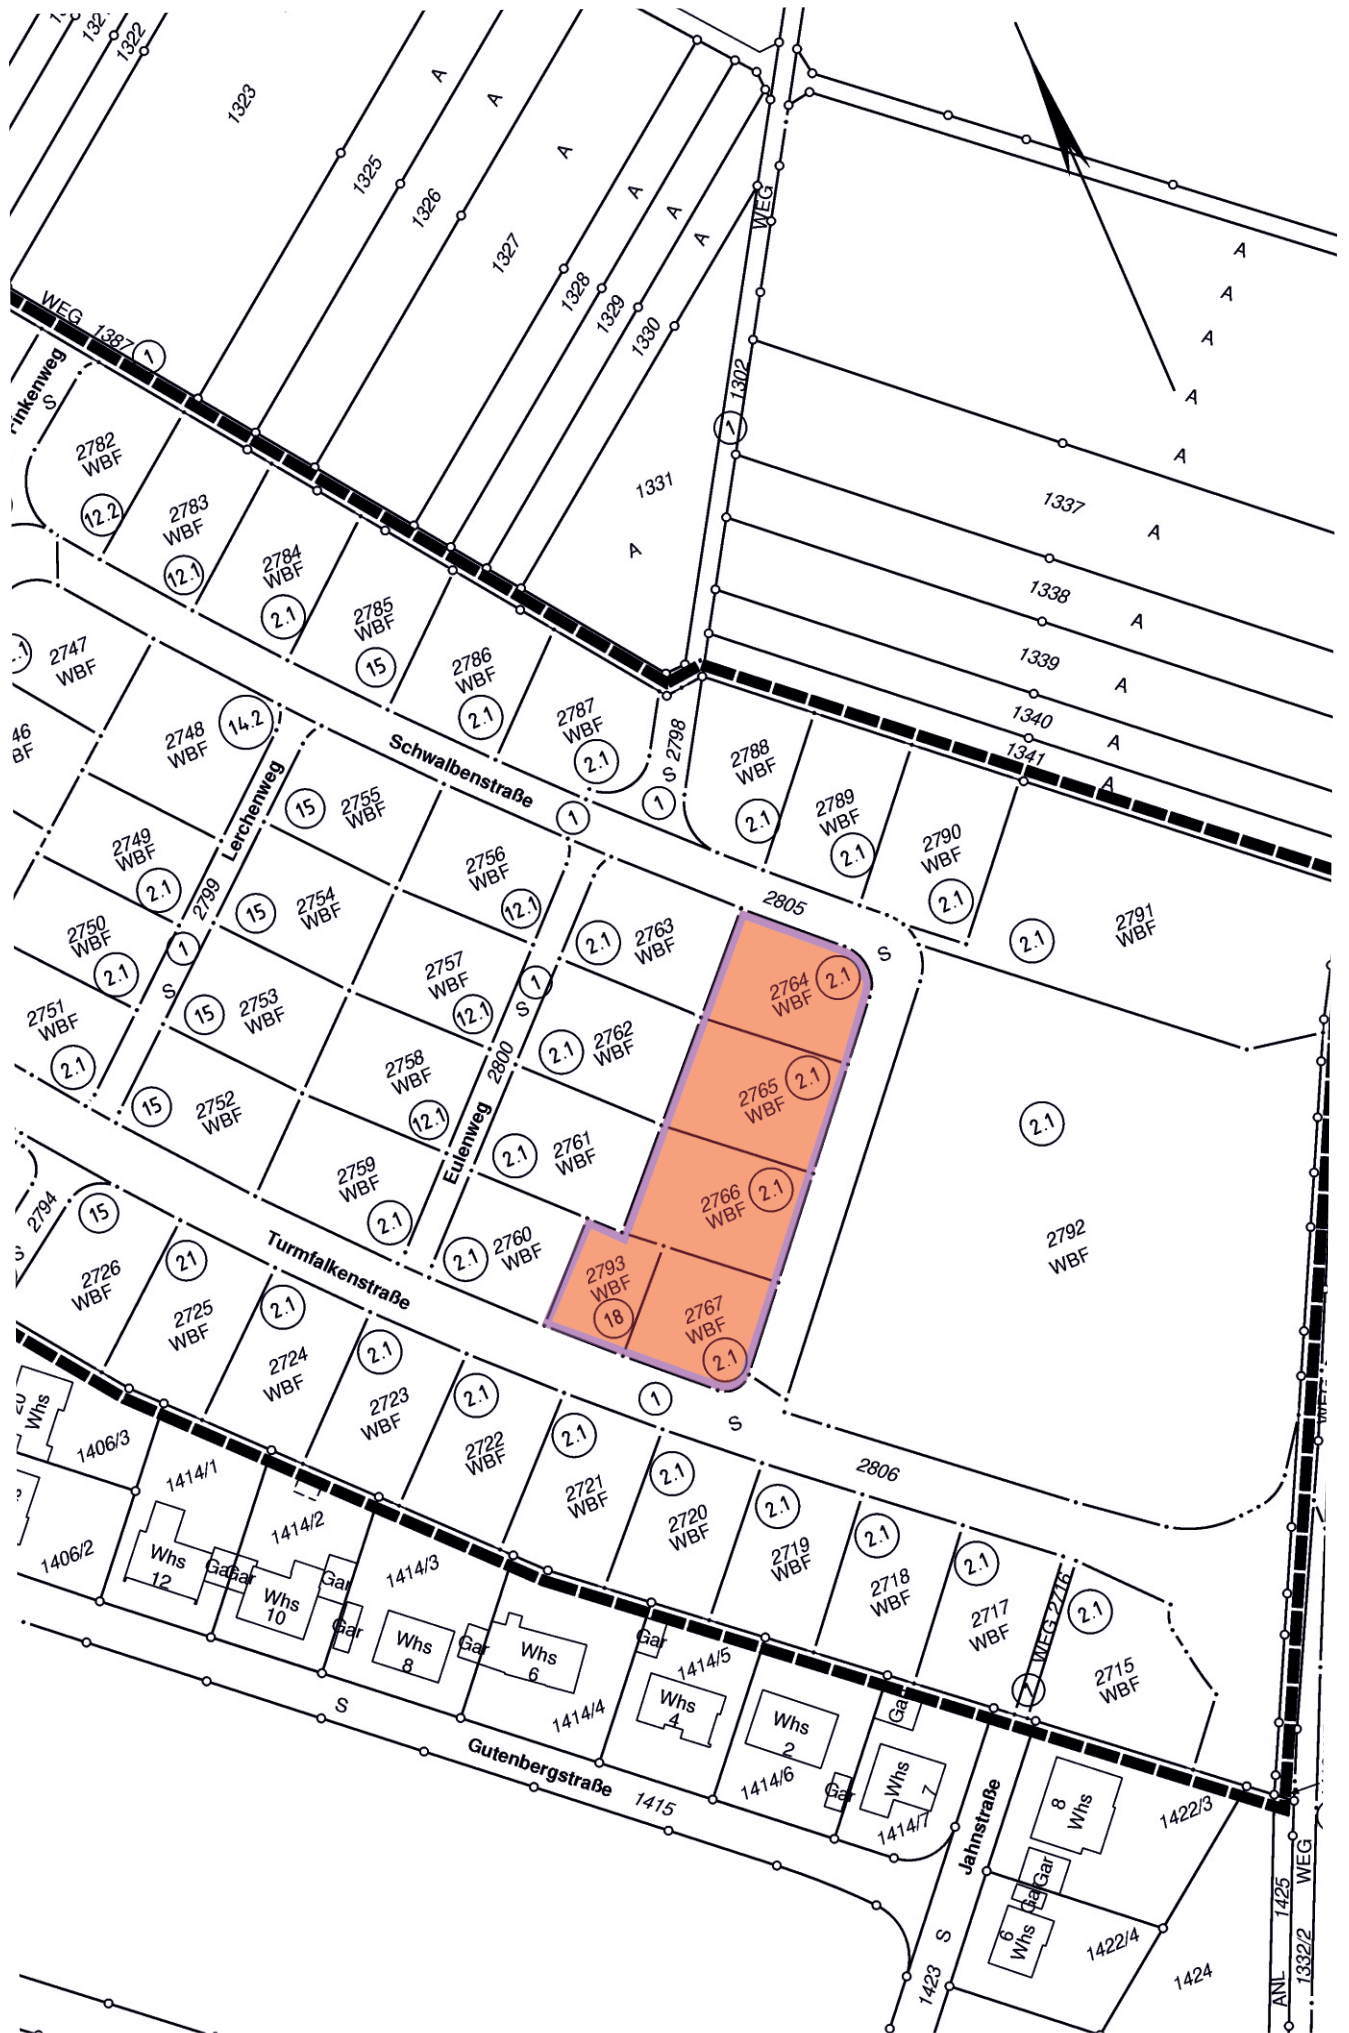 1322
1323
A
A
A
1325
1326
1327
A
A
A
1328
1329
1330
WEG
A
A
A
A
A
WEG 1387
1
1302
1
1331
A
1337
A
1338
A
1339
A
1340
A
1341
A
S
2782
WBF
12.2
2783
WBF
12.1
2784
WBF
2.1
2785
WBF
15
2786
WBF
2.1
2787
WBF
2.1
S 2798
1
2788
WBF
2.1
2789
WBF
2.1
2790
WBF
2.1
2791
WBF
2.1
2747
WBF
2748
WBF
14.2
Schwalbenstraße
1
Lerchenweg
2755
WBF
15
2749
WBF
2.1
2756
WBF
12.1
2799
2754
WBF
15
2805
S
2763
WBF
2.1
2750
WBF
2.1
1
S
2757
WBF
12.1
1
S
2764
WBF
2.1
2753
WBF
15
2751
WBF
2.1
2762
WBF
2.1
2800
2758
WBF
12.1
2765
WBF
2.1
2752
WBF
15
2.1
Eulenweg
2761
WBF
2.1
2759
WBF
2.1
2766
WBF
2.1
2794
S
15
2760
WBF
2.1
2792
WBF
Turmfalkenstraße
2726
WBF
21
2725
WBF
2793
WBF
18
2767
WBF
2.1
2.1
2724
WBF
2.1
2723
WBF
2.1
2722
WBF
1
S
2.1
2721
WBF
2806
2.1
2720
WBF
2.1
2719
WBF
2.1
2718
WBF
2.1
2717
WBF
WEG 2716
1
2.1
2715
WBF
Whs
1406/3
1414/1
1414/2
1406/2
Whs
12
Gar
Whs
10
Gar
Gar
1414/3
Whs
8
Gar
Whs
6
1414/4
Gar
1414/5
Whs
4
Whs
2
1414/6
Gar
Whs
7
1414/7
S
Gutenbergstraße
1415
Jahnstraße
8
Whs
1422/3
Gar
6
Whs
1422/4
1424
S
1423
WEG
1425
ANL
1332/2